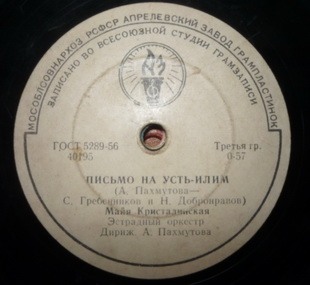 МОСОБЛСОВНАРХОЗ РСФСР АПРЕЛЕВСКИЙ ЗАВОД ГРАМПЛАСТИНОК
ЗАПИСАНО ВО ВСЕСОЮЗНОЙ СТУДИИ ГРАМЗАПИСИ
ГОСТ 5289-56 Третья гр.
40195 0-57
ПИСЬМО НА УСТЬ-ИЛИМ
(А. Пахмутова—
С. Гребенников и Н. Добронравов)
Майя Кристалинская
Эстрадный оркестр
Дириж. А. Пахмутова